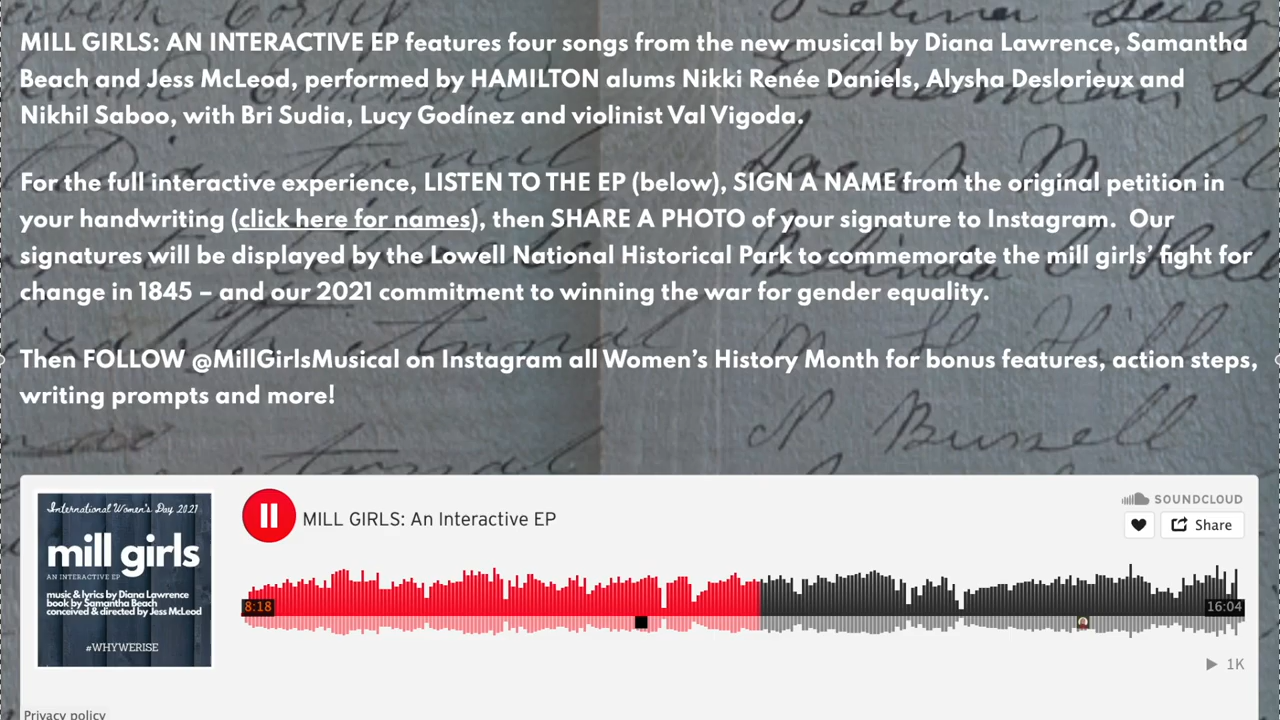 MILL GIRLS: AN INTERACTIVE EP features four songs from the new musical by Diana Lawrence, Samantha
Beach and Jess McLeod, performed by HAMILTON alums Nikki Renée Daniels, Alysha Deslorieux and
Nikhil Saboo, with Bri Sudia, Lucy Godínez and violinist Val Vigoda.
For the full interactive experience, LISTEN TO THE EP (below), SIGN A NAME from the original petition in
your handwriting (click here for names), then SHARE A PHOTO of your signature to Instagram. Our
signatures will be displayed by the Lowell National Historical Park to commemorate the mill girls’ fight for
change in 1845 – and our 2021 commitment to winning the war for gender equality.
Then FOLLOW @MillGirlsMusical on Instagram all Women’s History Month for bonus features, action steps,
writing prompts and more!
N Bussell
International Women's Day 2021
mill girls
AN INTERACTIVE EP
music & lyrics by Diana Lawrence
book by Samantha Beach
conceived & directed by Jess McLeod
#WHYWERISE
MILL GIRLS: An Interactive EP
SOUNDCLOUD
Share
8:18
16:04
1K
Privacy policy